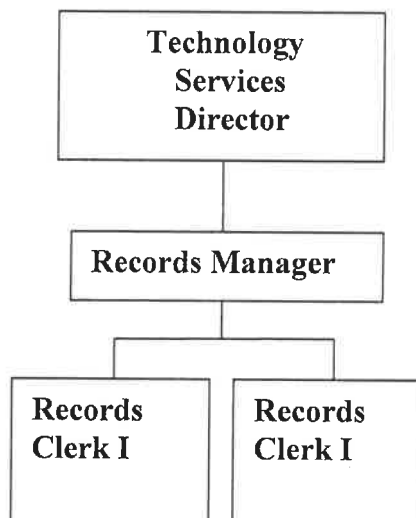 Technology
Services
Director
Records Manager
Records
Clerk I
Records
Clerk I